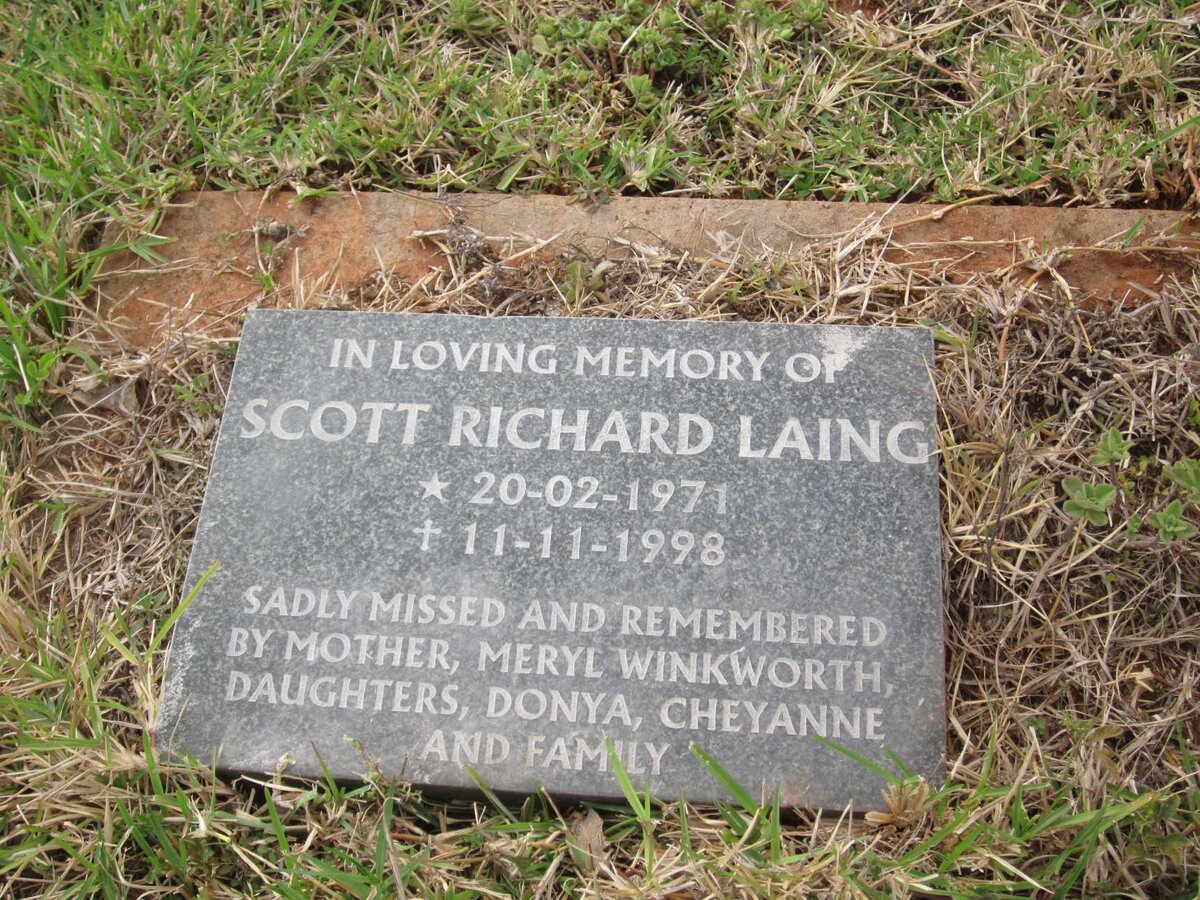 IN LOVING MEMORY OF
SCOTT RICHARD LAING
★ 20-02-1971
✝ 11-11-1998
SADLY MISSED AND REMEMBERED
BY MOTHER, MERYL WINKWORTH,
DAUGHTERS, DONYA, CHEYANNE
AND FAMILY